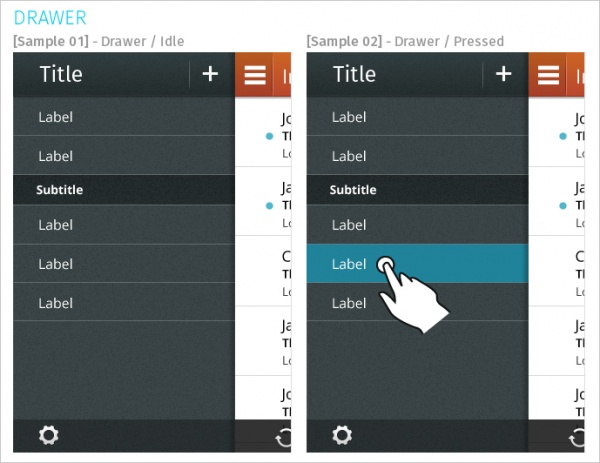 DRAWER
[Sample 01] - Drawer / Idle
Title +
Label
Label
Subtitle
Label
Label
Label
In
Jo
Th
Lo
Ja
Th
Lo
C
Th
Ja
Th
Lo
Jo
Th
[Sample 02] - Drawer / Pressed
Title +
Label
Label
Subtitle
Label
Label
Label
In
Jo
Th
Lo
Ja
Th
Lo
C
Th
Ja
Th
Lo
Jo
Th